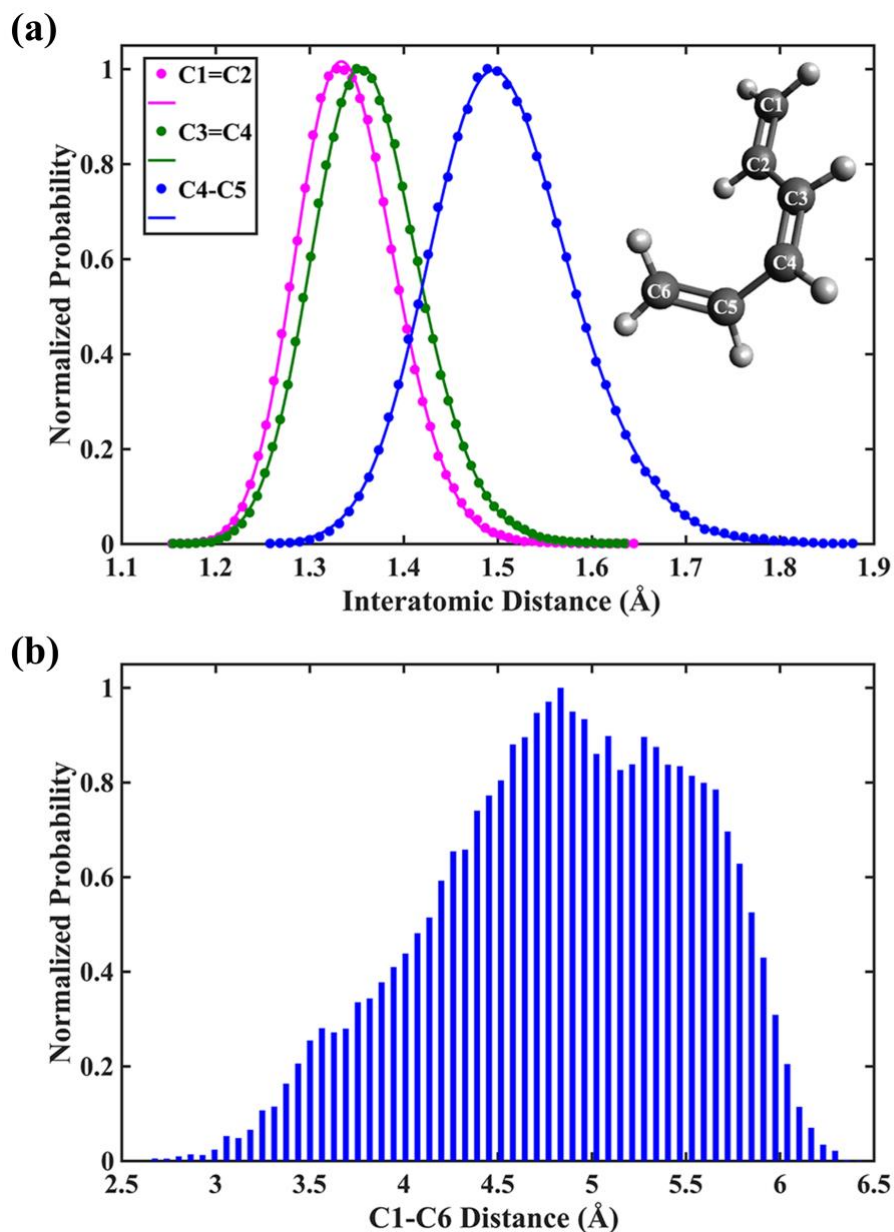 (a)
1
0.8
0.6
0.4
0.2
0
Normalized Probability
C1=C2
C3=C4
C4-C5
C1
C2
C3
C4
C5
C6
1.1 1.2 1.3 1.4 1.5 1.6 1.7 1.8 1.9
Interatomic Distance (Å)
(b)
1
0.8
0.6
0.4
0.2
0
Normalized Probability
2.5 3 3.5 4 4.5 5 5.5 6 6.5
C1-C6 Distance (Å)